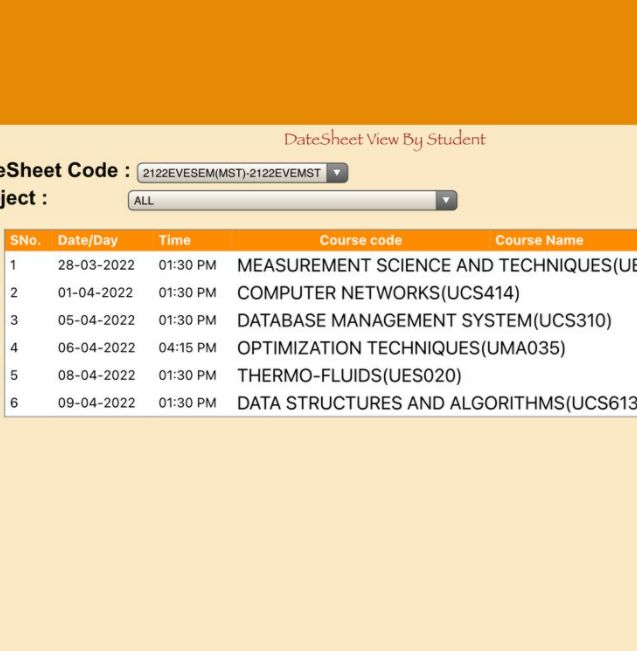 DateSheet View By Student
eSheet Code : 2122EVESEM(MST)-2122EVEMST
ject : ALL
SNo. Date/Day Time Course code Course Name
1 28-03-2022 01:30 PM MEASUREMENT SCIENCE AND TECHNIQUES(UE
2 01-04-2022 01:30 PM COMPUTER NETWORKS(UCS414)
3 05-04-2022 01:30 PM DATABASE MANAGEMENT SYSTEM(UCS310)
4 06-04-2022 04:15 PM OPTIMIZATION TECHNIQUES(UMA035)
5 08-04-2022 01:30 PM THERMO-FLUIDS(UES020)
6 09-04-2022 01:30 PM DATA STRUCTURES AND ALGORITHMS(UCS613